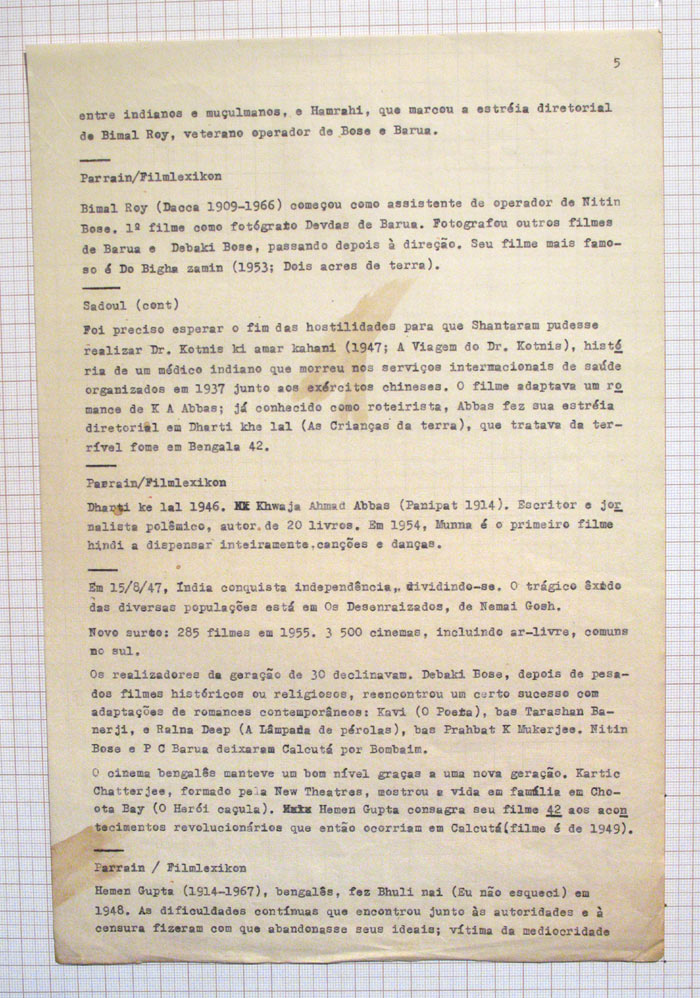 5
entre indianos e muçulmanos, e Hamrahi, que marcou a estréia diretorial
de Bimal Roy, veterano operador de Bose e Barua.
Parrain/Filmlexikon
Bimal Roy (Dacca 1909-1966) começou como assistente de operador de Nitin
Bose. 1º filme como fotógrafo Devdas de Barua. Fotografou outros filmes
de Barua e Debaki Bose, passando depois à direção. Seu filme mais famo-
so é Do Bigha zamin (1953; Dois acres de terra).
Sadoul (cont)
Foi preciso esperar o fim das hostilidades para que Shantaram pudesse
realizar Dr. Kotnis ki amar kahani (1947; A Viagem do Dr. Kotnis), histó
ria de um médico indiano que morreu nos serviços internacionais de saúde
organizados em 1937 junto aos exércitos chineses. O filme adaptava um ro
mance de K A Abbas; já conhecido como roteirista, Abbas fez sua estréia
diretorial em Dharti khe lal (As Crianças da terra), que tratava da ter-
rível fome em Bengala 42.
Parrain/Filmlexikon
Dharti ke lal 1946. Khwaja Ahmad Abbas (Panipat 1914). Escritor e jor
nalista polêmico, autor de 20 livros. Em 1954, Munna é o primeiro filme
hindi a dispensar inteiramente canções e danças.
Em 15/8/47, Índia conquista independência, dividindo-se. O trágico êxodo
das diversas populações está em Os Desenraizados, de Nemai Gosh.
Novo surto: 285 filmes em 1955. 3 500 cinemas, incluindo ar-livre, comuns
no sul.
Os realizadores da geração de 30 declinavam. Debaki Bose, depois de pesa-
dos filmes históricos ou religiosos, reencontrou um certo sucesso com
adaptações de romances contemporâneos: Kavi (O Poeta), bas Tarashan Ba-
nerji, e Ralna Deep (A Lâmpada de pérolas), bas Prahbat K Mukerjee. Nitin
Bose e P C Barua deixaram Calcutá por Bombaim.
O cinema bengalês manteve um bom nível graças a uma nova geração. Kartic
Chatterjee, formado pela New Theatres, mostrou a vida em família em Cho-
ota Bay (O Herói caçula). Hemen Gupta consagra seu filme 42 aos acon
tecimentos revolucionários que então ocorriam em Calcutá(filme é de 1949).
Parrain / Filmlexikon
Hemen Gupta (1914-1967), bengalês, fez Bhuli nai (Eu não esqueci) em
1948. As dificuldades contínuas que encontrou junto às autoridades e à
censura fizeram com que abandonasse seus ideais; vítima da mediocridade